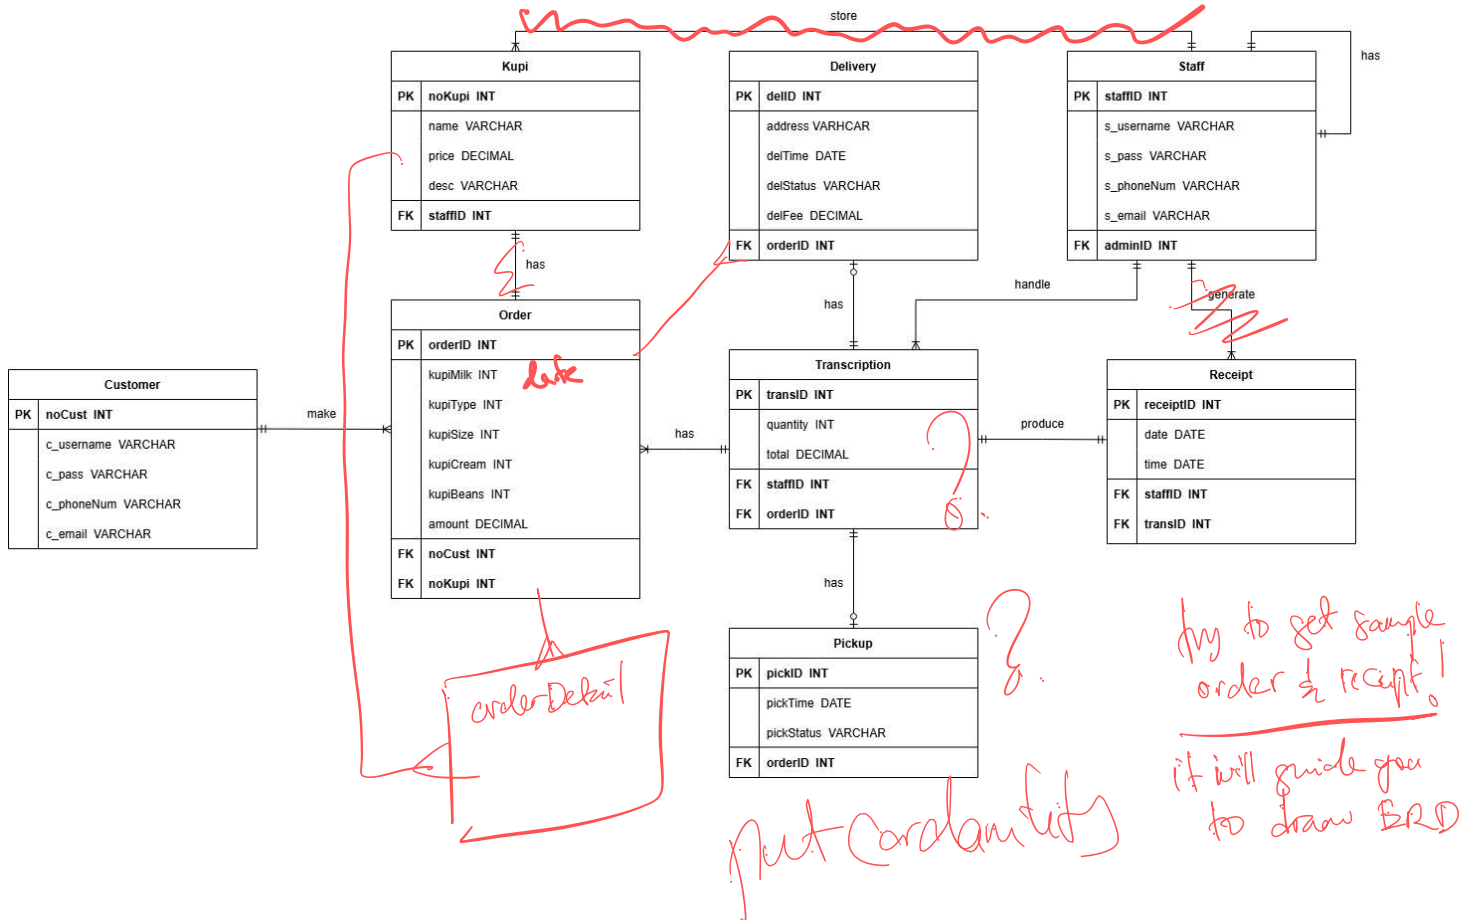 store
Kupi
PK noKupi INT
name VARCHAR
price DECIMAL
desc VARCHAR
FK staffID INT
Delivery
PK delID INT
address VARHCAR
delTime DATE
delStatus VARCHAR
delFee DECIMAL
FK orderID INT
Staff
PK staffID INT
s_username VARCHAR
s_pass VARCHAR
s_phoneNum VARCHAR
s_email VARCHAR
FK adminID INT
has
has
has
handle
generate
Order
PK orderID INT
kupiMilk INT
date
kupiType INT
kupiSize INT
kupiCream INT
kupiBeans INT
amount DECIMAL
FK noCust INT
FK noKupi INT
Customer
PK noCust INT
c_username VARCHAR
c_pass VARCHAR
c_phoneNum VARCHAR
c_email VARCHAR
make
has
Transcription
PK transID INT
quantity INT
total DECIMAL
FK staffID INT
FK orderID INT
?
produce
Receipt
PK receiptID INT
date DATE
time DATE
FK staffID INT
FK transID INT
has
Pickup
PK pickID INT
pickTime DATE
pickStatus VARCHAR
FK orderID INT
?
orderDetail
try to get sample
order & receipt!
it will guide you
to draw ERD
put